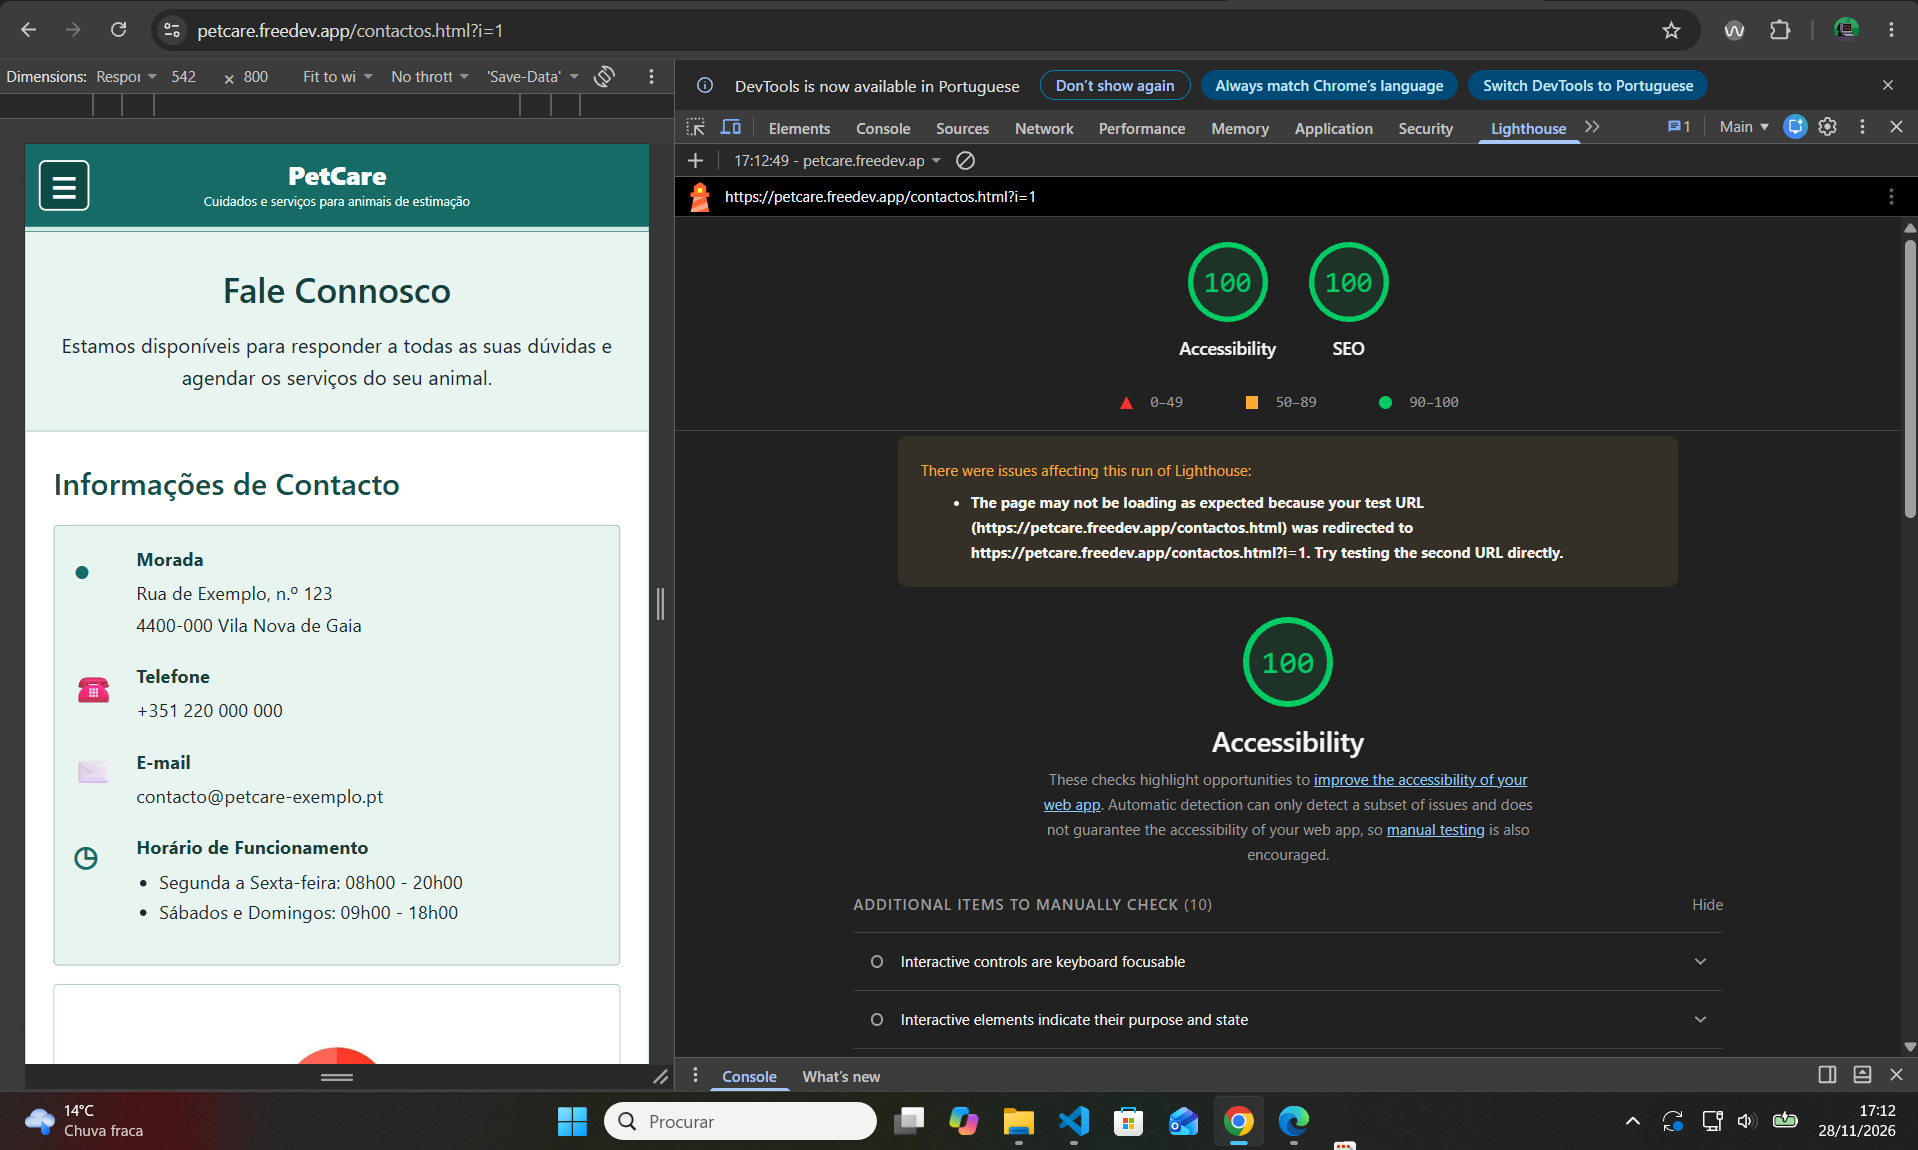 petcare.freedev.app/contactos.html?i=1
Dimensions: Respor 542 × 800 Fit to wi No thrott 'Save-Data'
PetCare
Cuidados e serviços para animais de estimação
Fale Connosco
Estamos disponíveis para responder a todas as suas dúvidas e
agendar os serviços do seu animal.
Informações de Contacto
Morada
Rua de Exemplo, n.º 123
4400-000 Vila Nova de Gaia
Telefone
+351 220 000 000
E-mail
contacto@petcare-exemplo.pt
Horário de Funcionamento
Segunda a Sexta-feira: 08h00 - 20h00
Sábados e Domingos: 09h00 - 18h00
DevTools is now available in Portuguese Don't show again Always match Chrome's language Switch DevTools to Portuguese
Elements Console Sources Network Performance Memory Application Security Lighthouse 1 Main
17:12:49 - petcare.freedev.ap
https://petcare.freedev.app/contactos.html?i=1
100 100
Accessibility SEO
0–49 50–89 90–100
There were issues affecting this run of Lighthouse:
The page may not be loading as expected because your test URL
(https://petcare.freedev.app/contactos.html) was redirected to
https://petcare.freedev.app/contactos.html?i=1. Try testing the second URL directly.
100
Accessibility
These checks highlight opportunities to improve the accessibility of your
web app. Automatic detection can only detect a subset of issues and does
not guarantee the accessibility of your web app, so manual testing is also
encouraged.
ADDITIONAL ITEMS TO MANUALLY CHECK (10) Hide
Interactive controls are keyboard focusable
Interactive elements indicate their purpose and state
Console What's new
14°C
Chuva fraca
Procurar
17:12
28/11/2026